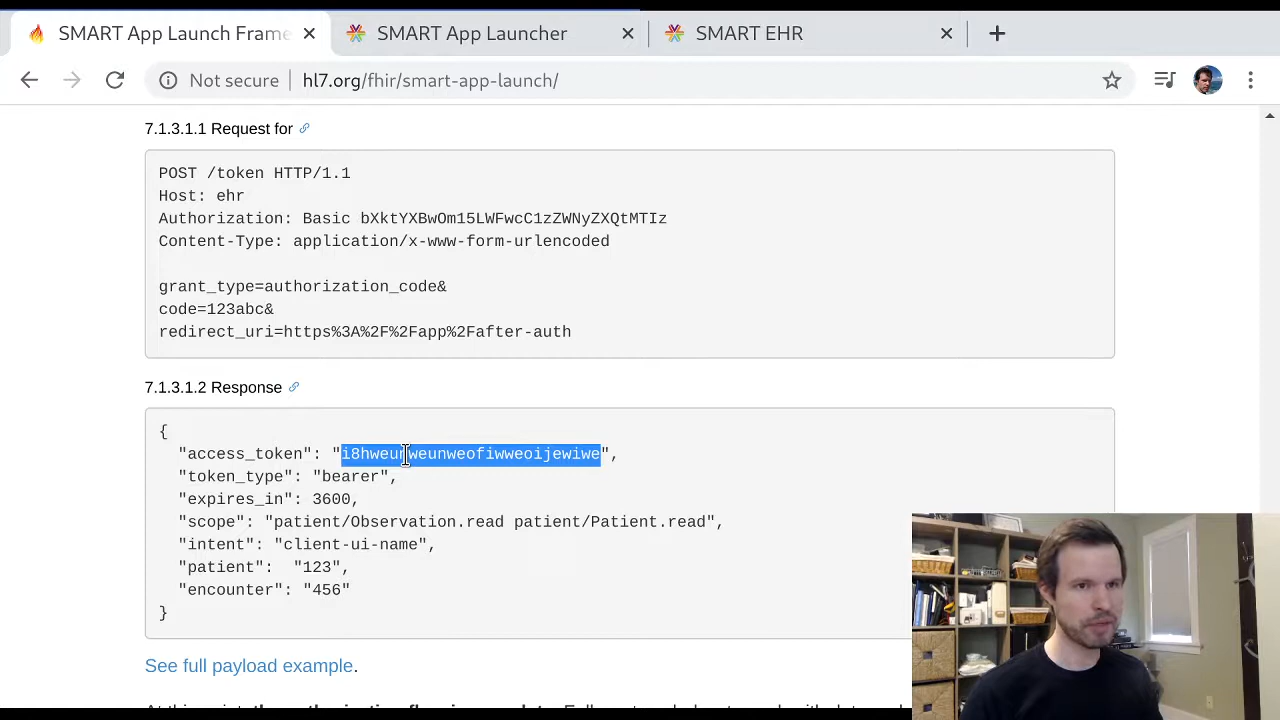 SMART App Launch Frame
SMART App Launcher
SMART EHR
Not secure
hl7.org/fhir/smart-app-launch/
7.1.3.1.1 Request for
POST /token HTTP/1.1
Host: ehr
Authorization: Basic bXktYXBwOm15LWFwcC1zZWNyZXQtMTIz
Content-Type: application/x-www-form-urlencoded
grant_type=authorization_code&
code=123abc&
redirect_uri=https%3A%2F%2Fapp%2Fafter-auth
7.1.3.1.2 Response
{
"access_token": "i8hweunweunweofiwweoijewiwe",
"token_type": "bearer",
"expires_in": 3600,
"scope": "patient/Observation.read patient/Patient.read",
"intent": "client-ui-name",
"patient":  "123",
"encounter": "456"
}
See full payload example.